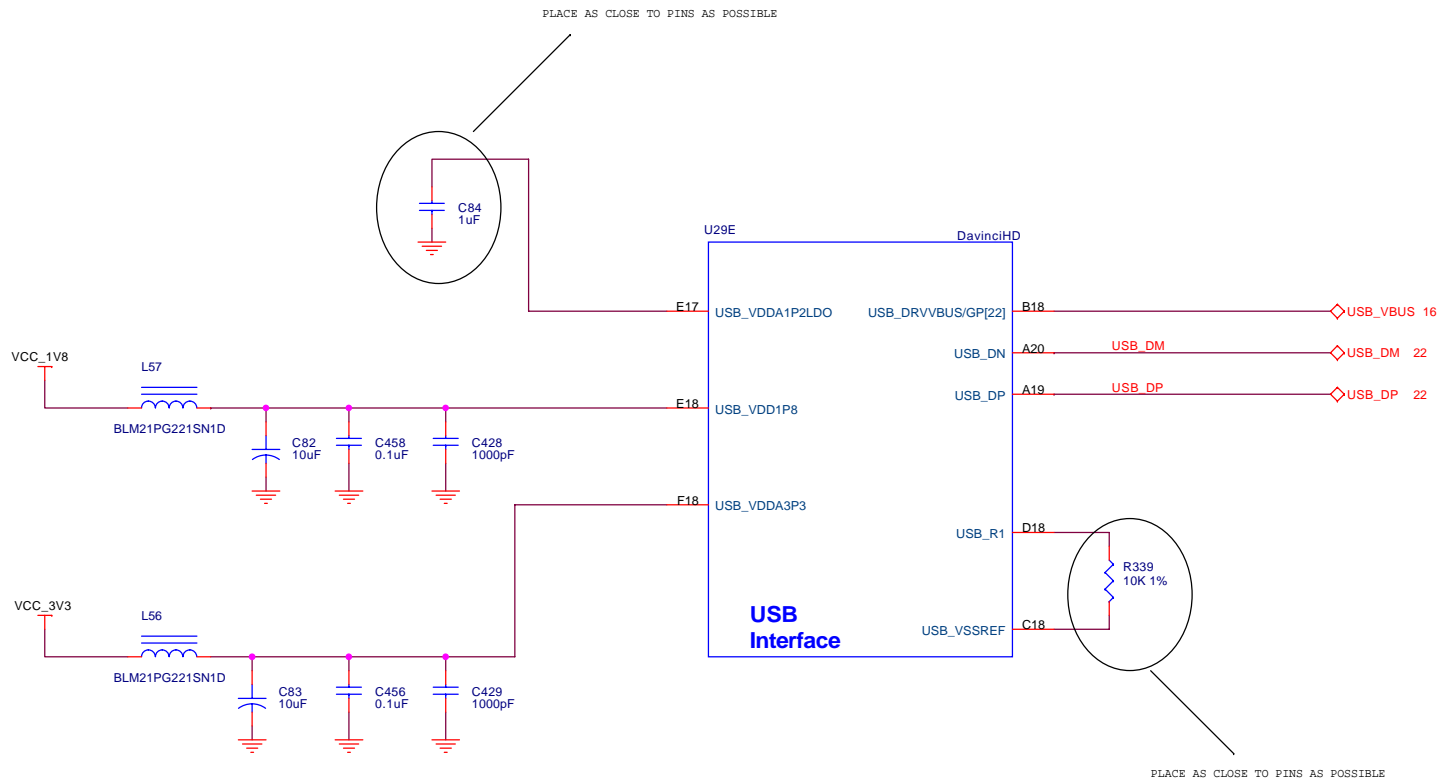 PLACE AS CLOSE TO PINS AS POSSIBLE
C84
1uF
U29E
DavinciHD
E17
USB_VDDA1P2LDO
USB_DRVVBUS/GP[22]
B18
USB_VBUS 16
VCC_1V8
L57
USB_DN
A20
USB_DM
USB_DM 22
USB_DP
A19
USB_DP
USB_DP 22
BLM21PG221SN1D
E18
USB_VDD1P8
C82
10uF
C458
0.1uF
C428
1000pF
F18
USB_VDDA3P3
USB_R1
D18
R339
10K 1%
VCC_3V3
L56
USB
Interface
USB_VSSREF
C18
BLM21PG221SN1D
C83
10uF
C456
0.1uF
C429
1000pF
PLACE AS CLOSE TO PINS AS POSSIBLE